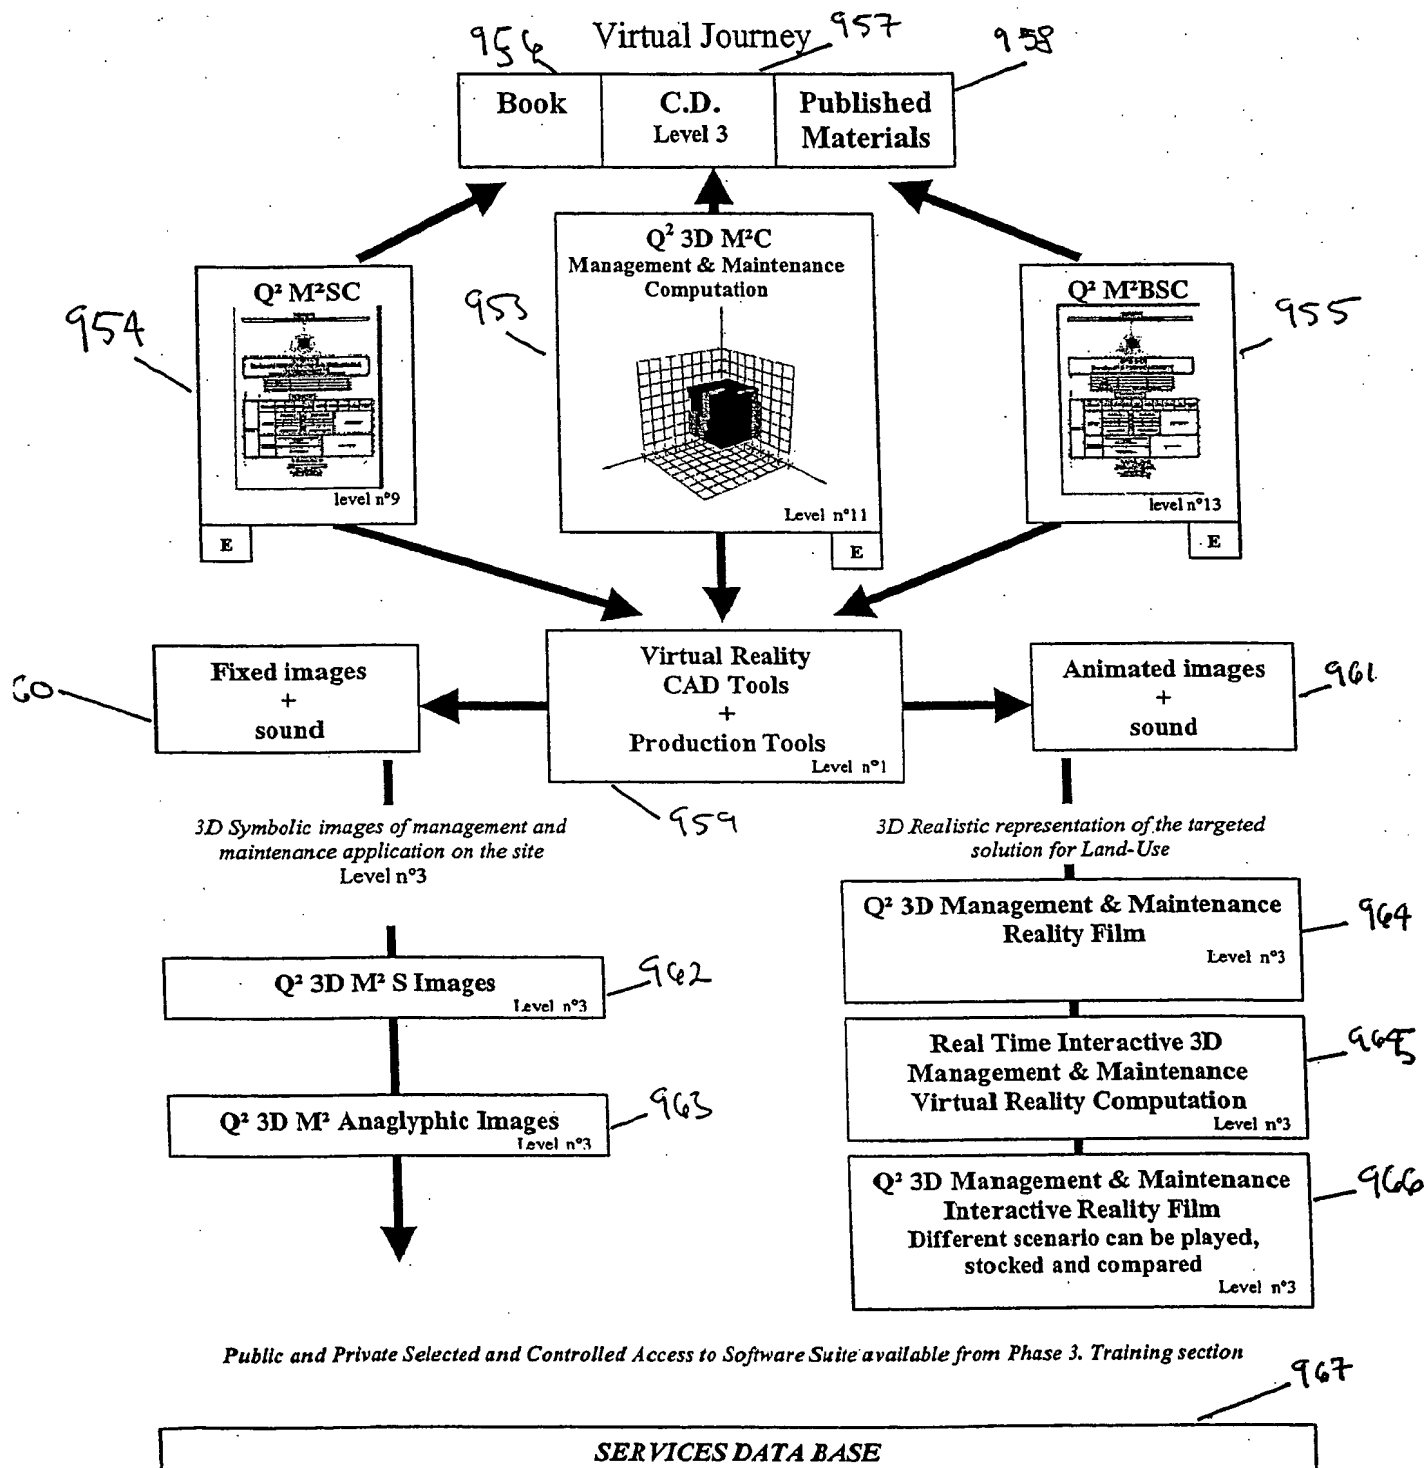 956
Virtual Journey
957
958
Book
C.D.
Level 3
Published
Materials
Q² 3D M²C
Management & Maintenance
Computation
Level n°11
E
953
Q² M²SC
level n°9
E
954
Q² M²BSC
level n°13
E
955
Fixed images
+
sound
60
Virtual Reality
CAD Tools
+
Production Tools
Level n°1
959
Animated images
+
sound
961
3D Symbolic images of management and
maintenance application on the site
Level n°3
3D Realistic representation of the targeted
solution for Land-Use
Q² 3D M² S Images
Level n°3
962
Q² 3D M² Anaglyphic Images
Level n°3
963
Q² 3D Management & Maintenance
Reality Film
Level n°3
964
Real Time Interactive 3D
Management & Maintenance
Virtual Reality Computation
Level n°3
965
Q² 3D Management & Maintenance
Interactive Reality Film
Different scenario can be played,
stocked and compared
Level n°3
966
Public and Private Selected and Controlled Access to Software Suite available from Phase 3. Training section
967
SERVICES DATA BASE